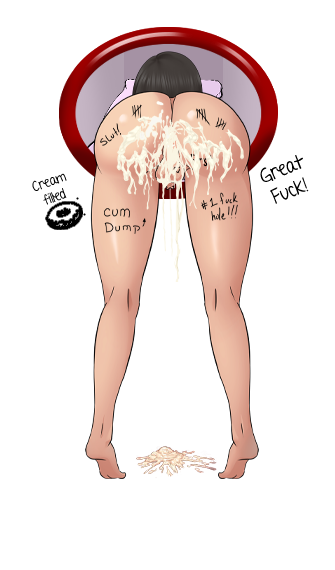 Slut!
Cream
filled
Great
Fuck!
cum
Dump
#1 fuck
hole!!!